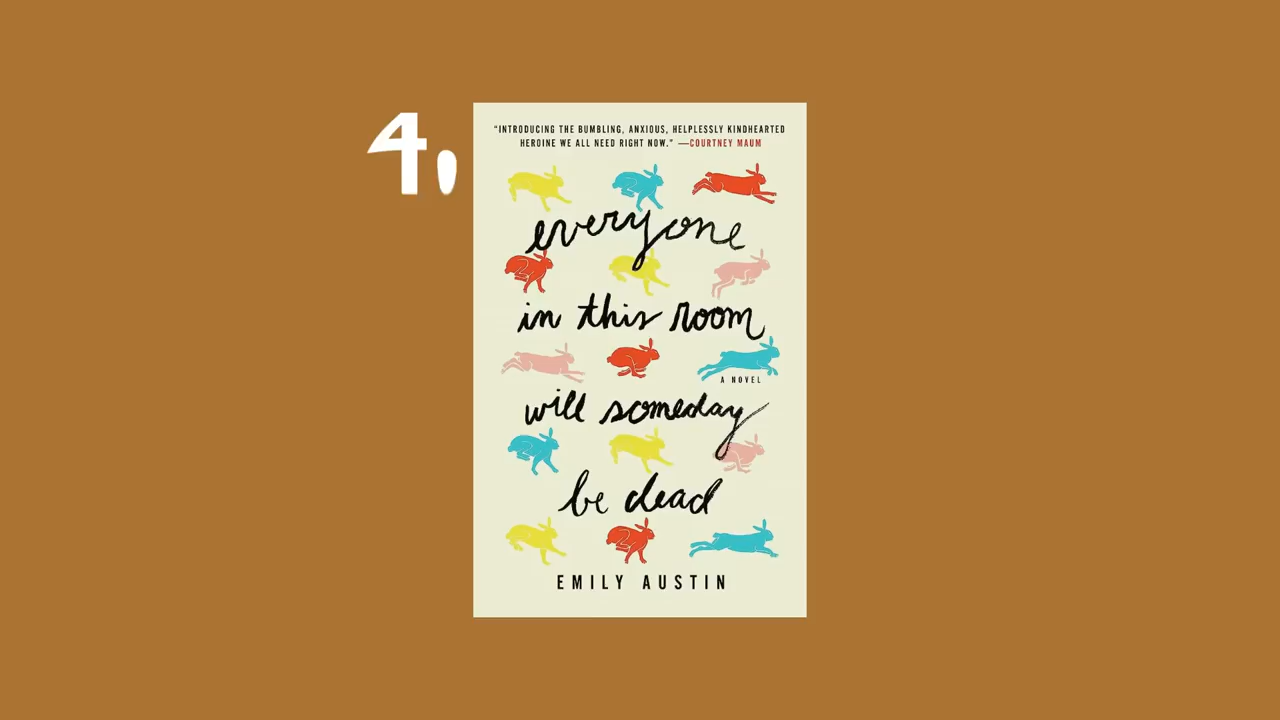 4,
"INTRODUCING THE BUMBLING, ANXIOUS, HELPLESSLY KINDHEARTED
HEROINE WE ALL NEED RIGHT NOW." —COURTNEY MAUM
everyone
in this room
A NOVEL
will someday
be dead
EMILY AUSTIN